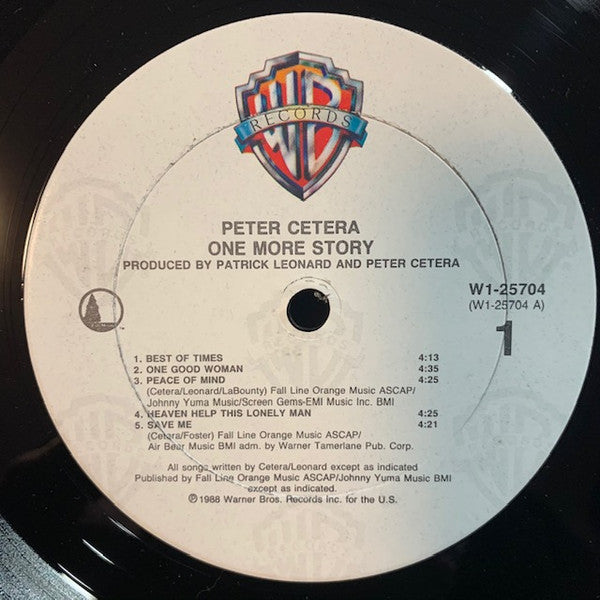 WB
RECORDS
PETER CETERA
ONE MORE STORY
PRODUCED BY PATRICK LEONARD AND PETER CETERA
W1-25704
(W1-25704 A)
1
1. BEST OF TIMES 4:13
2. ONE GOOD WOMAN 4:35
3. PEACE OF MIND 4:25
(Cetera/Leonard/LaBounty) Fall Line Orange Music ASCAP/
Johnny Yuma Music/Screen Gems-EMI Music Inc. BMI
4. HEAVEN HELP THIS LONELY MAN 4:25
5. SAVE ME 4:21
(Cetera/Foster) Fall Line Orange Music ASCAP/
Air Bear Music BMI adm. by Warner Tamerlane Pub. Corp.
All songs written by Cetera/Leonard except as indicated
Published by Fall Line Orange Music ASCAP/Johnny Yuma Music BMI
except as indicated.
℗©1988 Warner Bros. Records Inc. for the U.S.